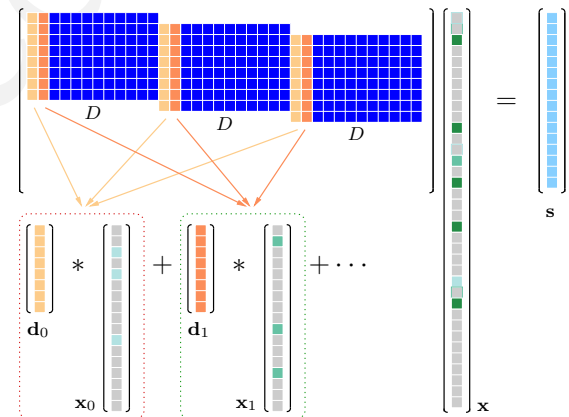 D
D
D
=
s
* + * + ⋯
d₀
d₁
x₀
x₁
x